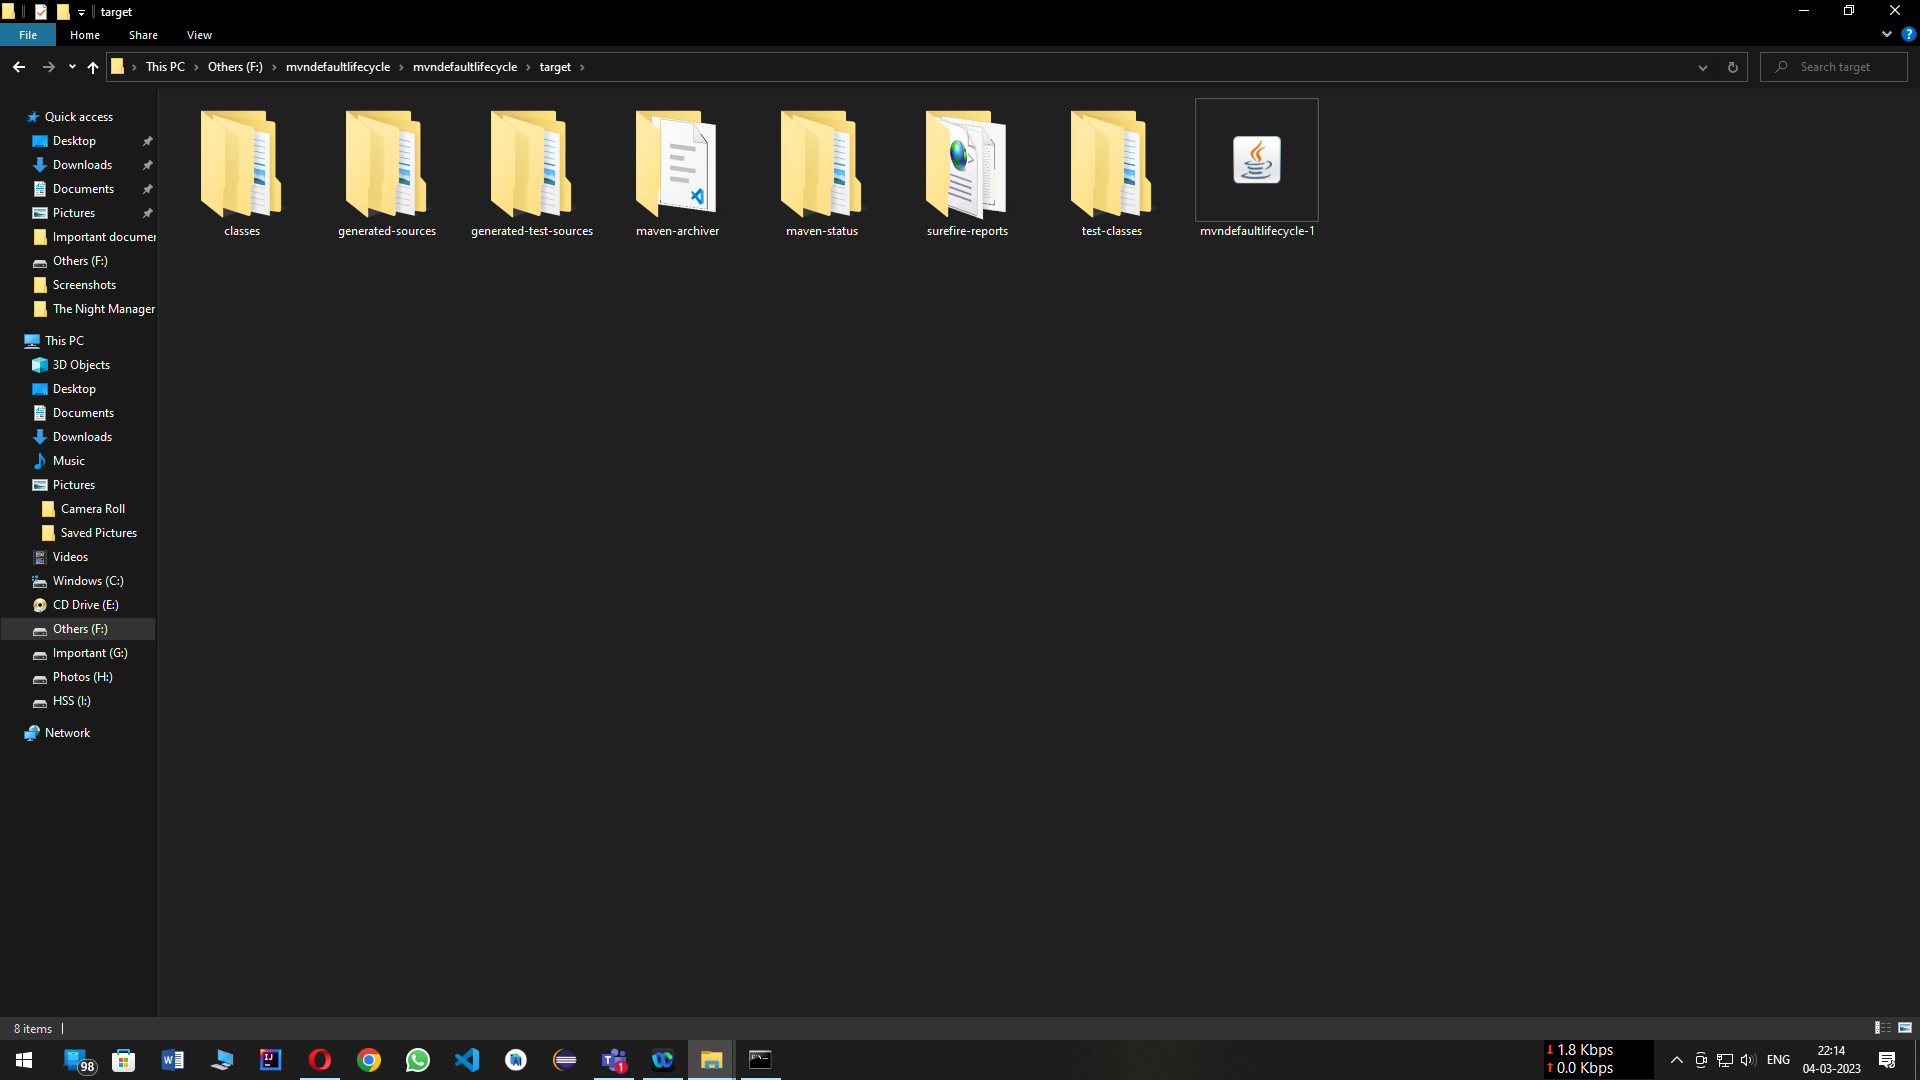 target
File
Home
Share
View
?
This PC
Others (F:)
mvndefaultlifecycle
mvndefaultlifecycle
target
Search target
Quick access
Desktop
Downloads
Documents
Pictures
Important documer
Others (F:)
Screenshots
The Night Manager
This PC
3D Objects
Desktop
Documents
Downloads
Music
Pictures
Camera Roll
Saved Pictures
Videos
Windows (C:)
CD Drive (E:)
Others (F:)
Important (G:)
Photos (H:)
HSS (I:)
Network
classes
generated-sources
generated-test-sources
maven-archiver
maven-status
surefire-reports
test-classes
mvndefaultlifecycle-1
8 items
98
1
1.8 Kbps
0.0 Kbps
ENG
22:14
04-03-2023